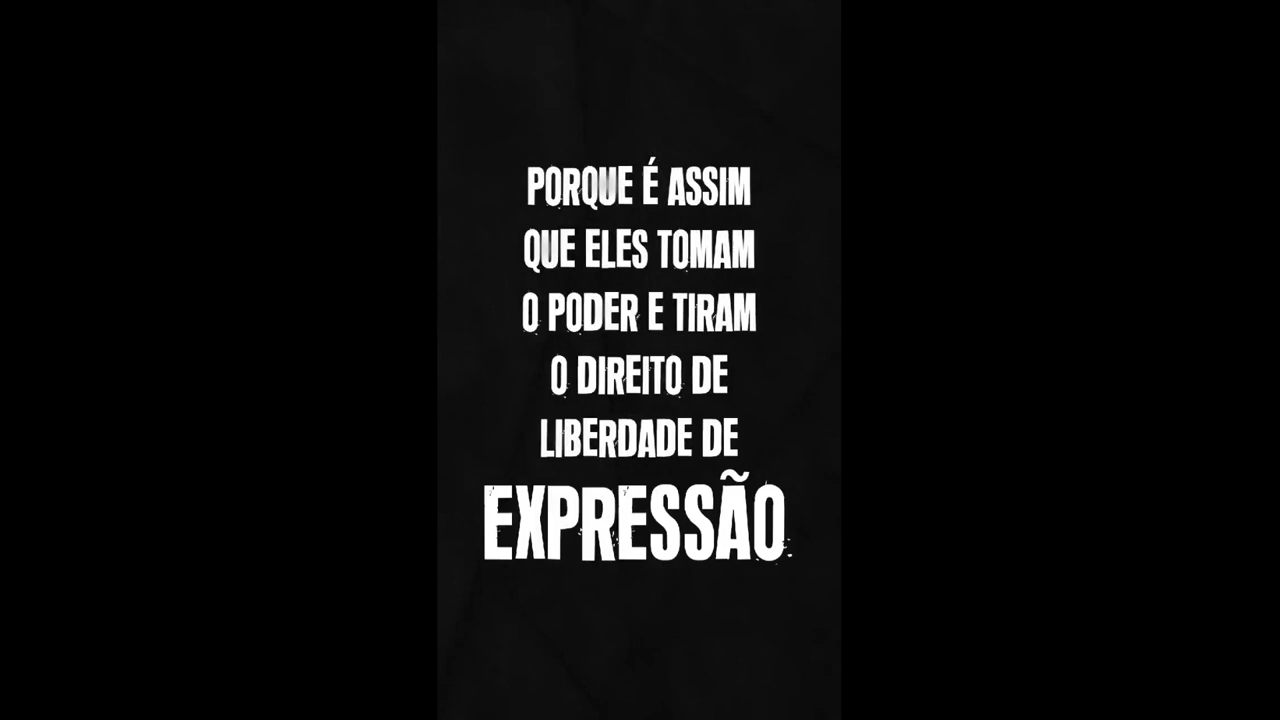 PORQUE É ASSIM
QUE ELES TOMAM
O PODER E TIRAM
O DIREITO DE
LIBERDADE DE
EXPRESSÃO